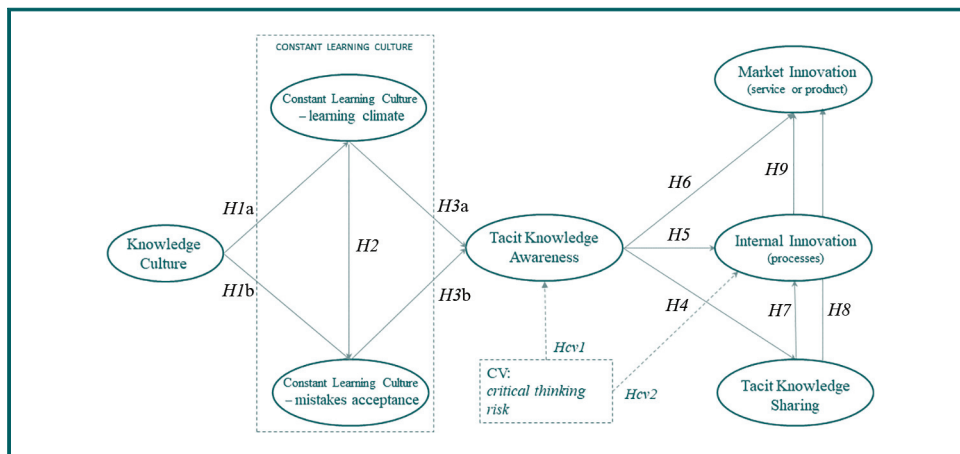 CONSTANT LEARNING CULTURE
Constant Learning Culture
– learning climate
Market Innovation
(service or product)
H1a
H3a
H6
H9
Knowledge
Culture
H2
Tacit Knowledge
Awareness
H5
Internal Innovation
(processes)
H1b
H3b
H4
H7
H8
Hcv1
Constant Learning Culture
– mistakes acceptance
CV:
critical thinking
risk
Hcv2
Tacit Knowledge
Sharing